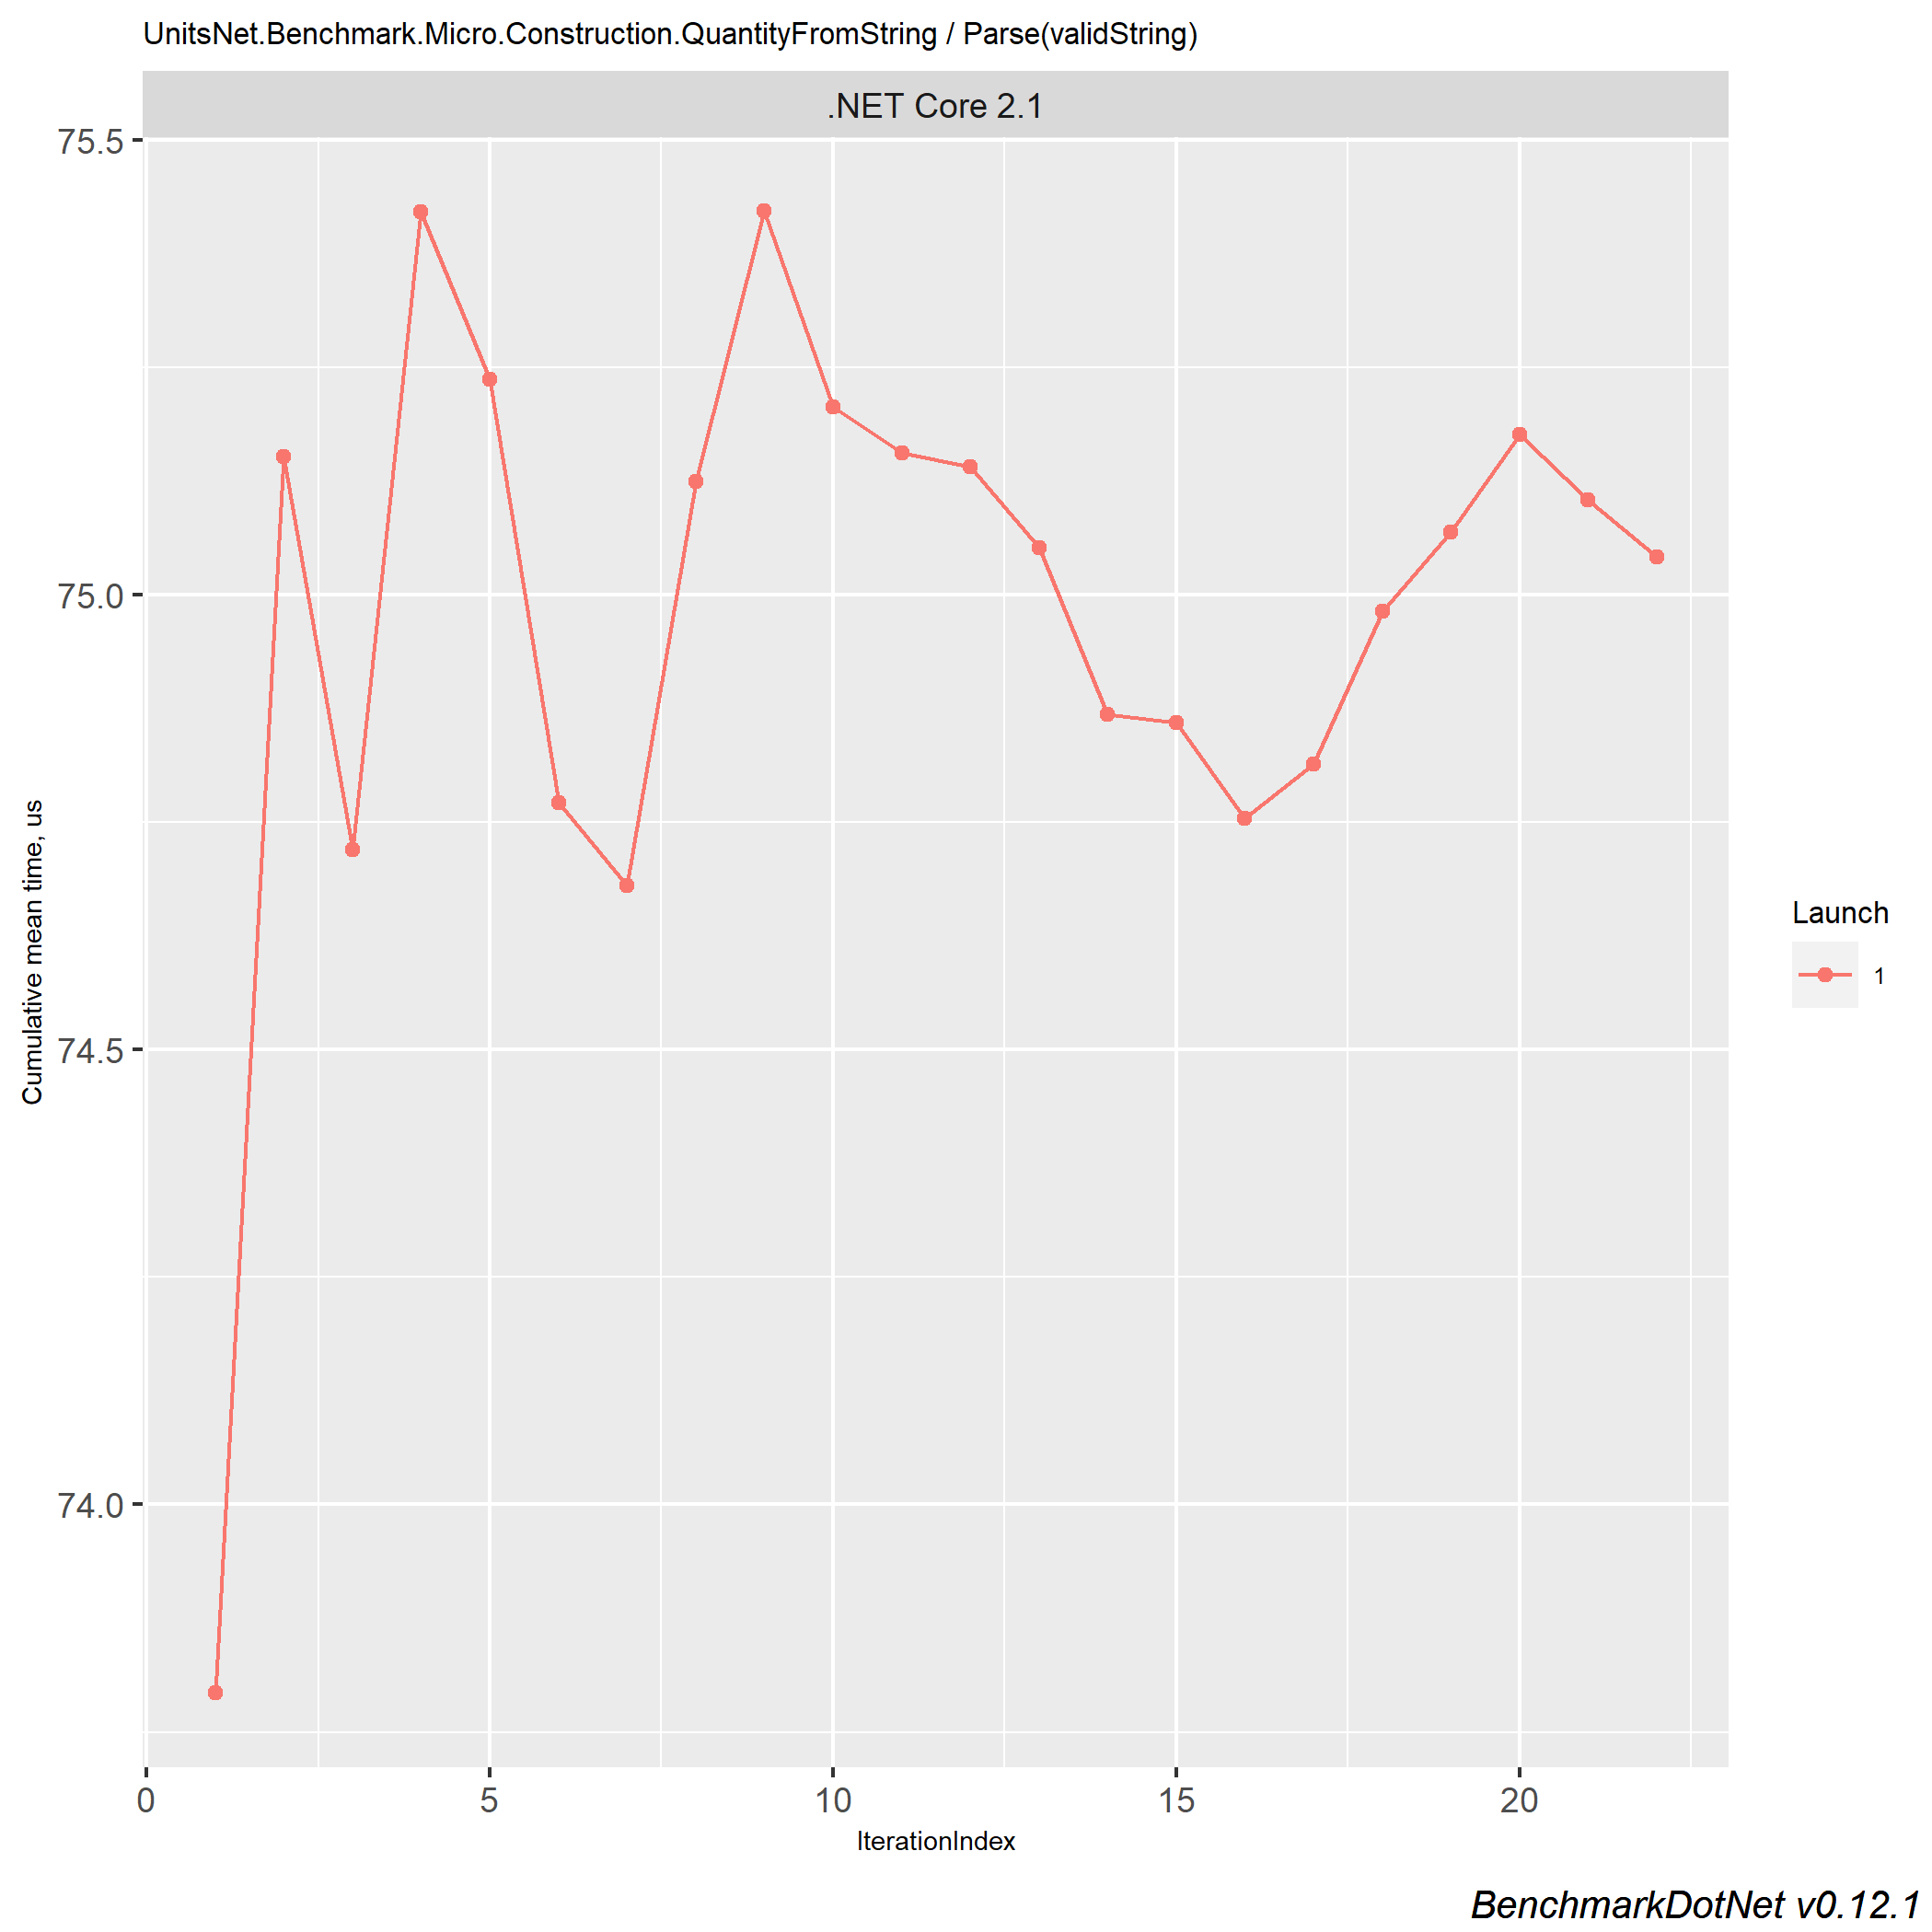 UnitsNet.Benchmark.Micro.Construction.QuantityFromString / Parse(validString)
.NET Core 2.1
75.5
75.0
74.5
74.0
Cumulative mean time, us
0 5 10 15 20
IterationIndex
Launch
1
BenchmarkDotNet v0.12.1